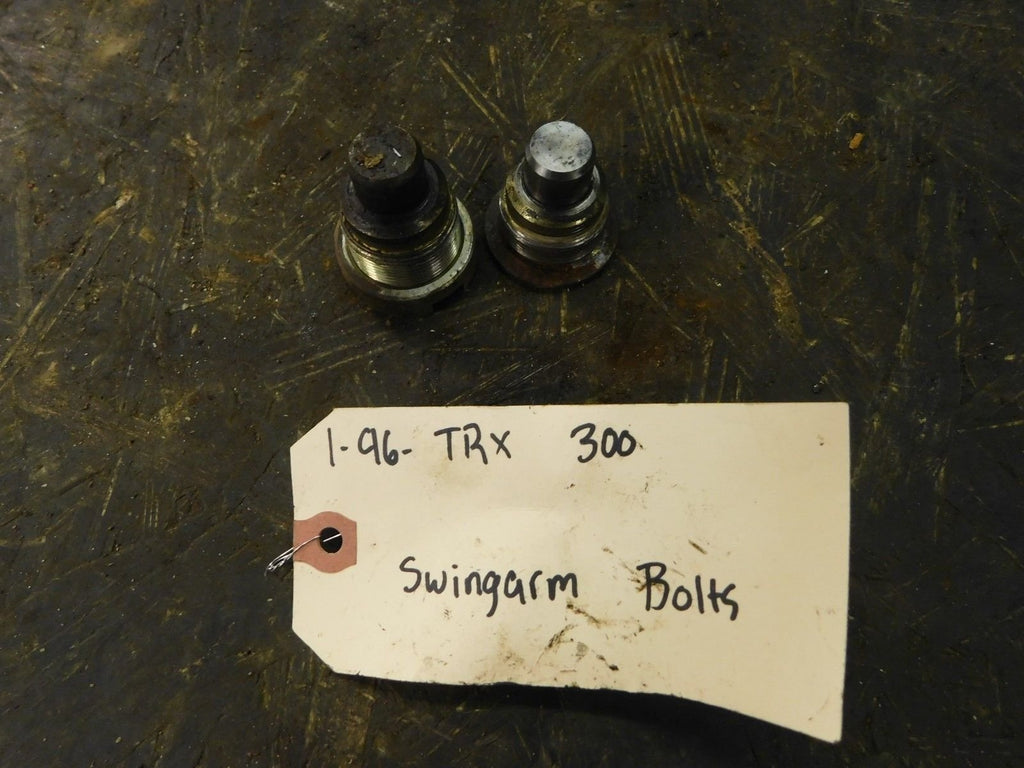 1-96- TRX 300
Swingarm Bolts